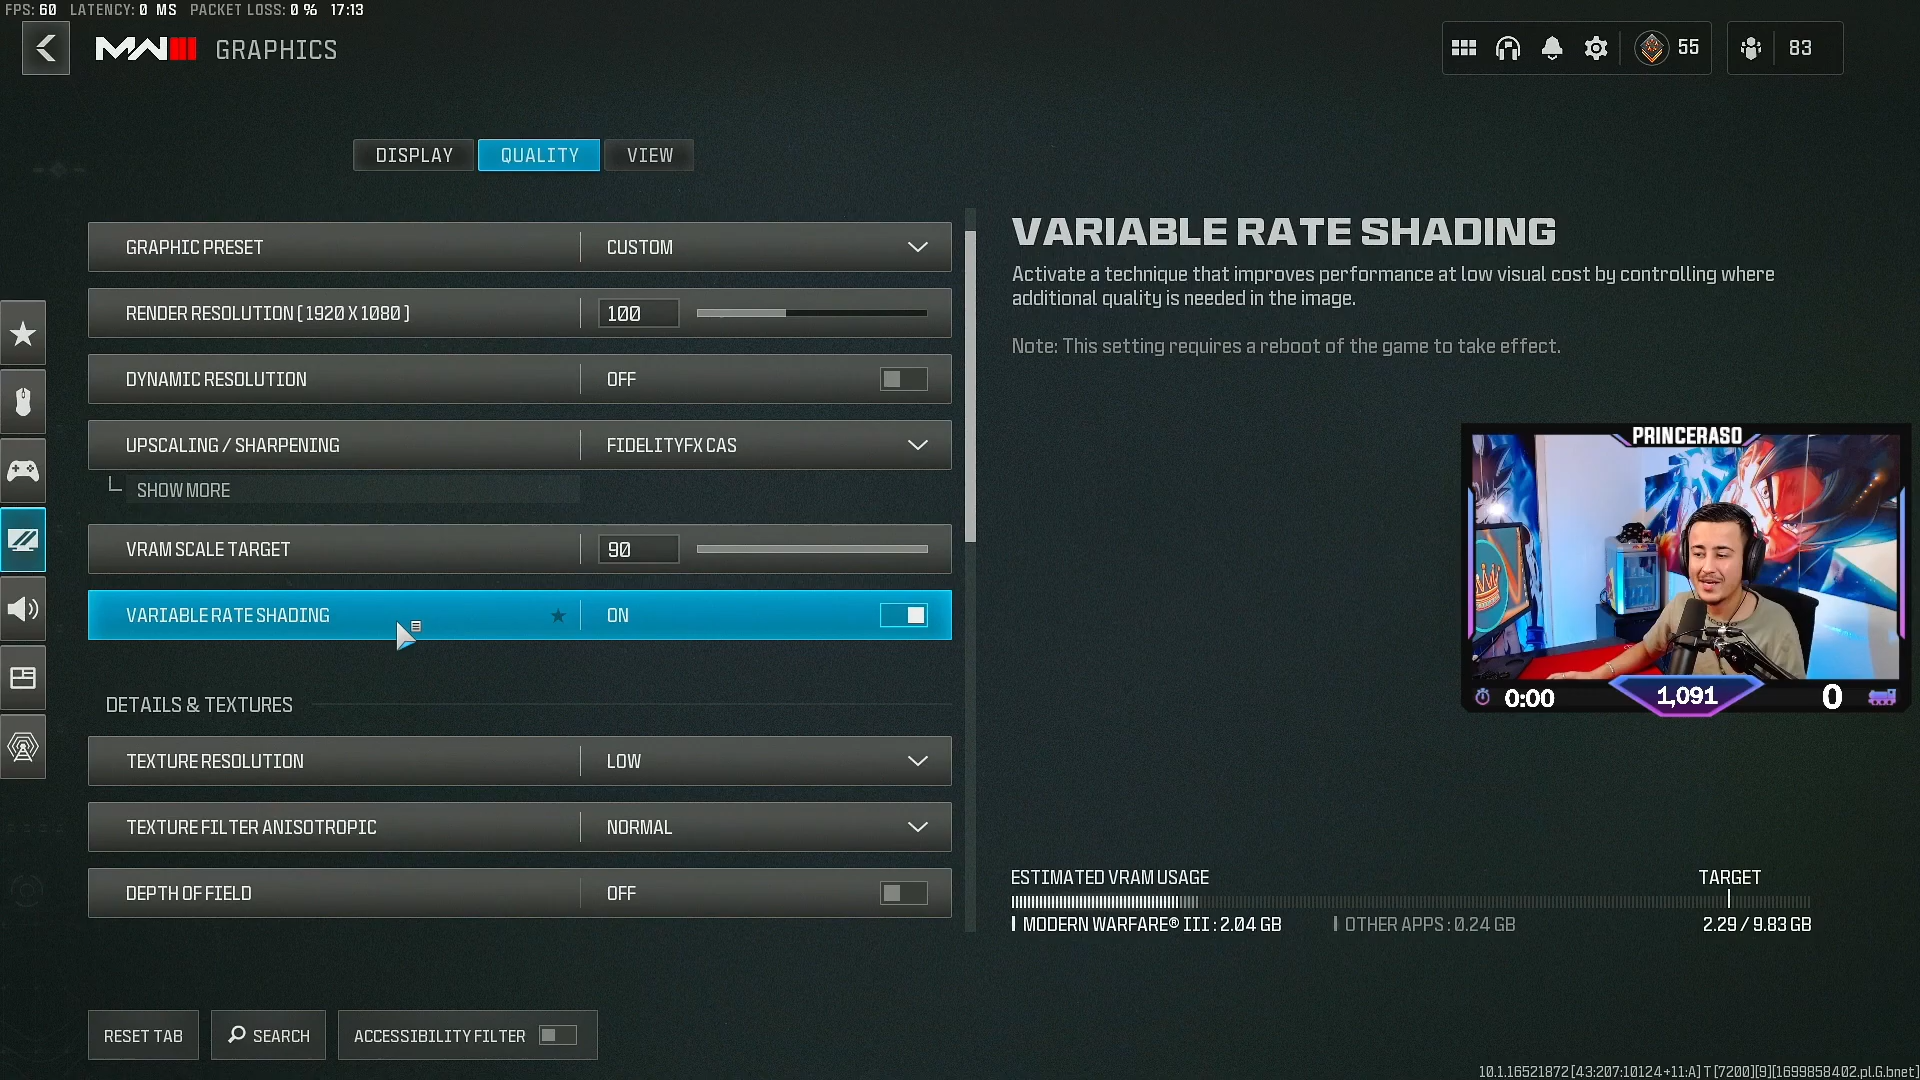 FPS: 60 LATENCY: 0 MS PACKET LOSS: 0 % 17:13
MWIII GRAPHICS
55
83
DISPLAY
QUALITY
VIEW
GRAPHIC PRESET CUSTOM
RENDER RESOLUTION [ 1920 X 1080 ] 100
DYNAMIC RESOLUTION OFF
UPSCALING / SHARPENING FIDELITYFX CAS
SHOW MORE
VRAM SCALE TARGET 90
VARIABLE RATE SHADING ON
DETAILS & TEXTURES
TEXTURE RESOLUTION LOW
TEXTURE FILTER ANISOTROPIC NORMAL
DEPTH OF FIELD OFF
VARIABLE RATE SHADING
Activate a technique that improves performance at low visual cost by controlling where
additional quality is needed in the image.
Note: This setting requires a reboot of the game to take effect.
PRINCERASO
0:00
1,091
0
ESTIMATED VRAM USAGE TARGET
MODERN WARFARE® III : 2.04 GB OTHER APPS : 0.24 GB 2.29 / 9.83 GB
RESET TAB
SEARCH
ACCESSIBILITY FILTER
10.1.16521872 [43:207:10124+11:A] T [7200][9][1699858402.pl.G.bnet]